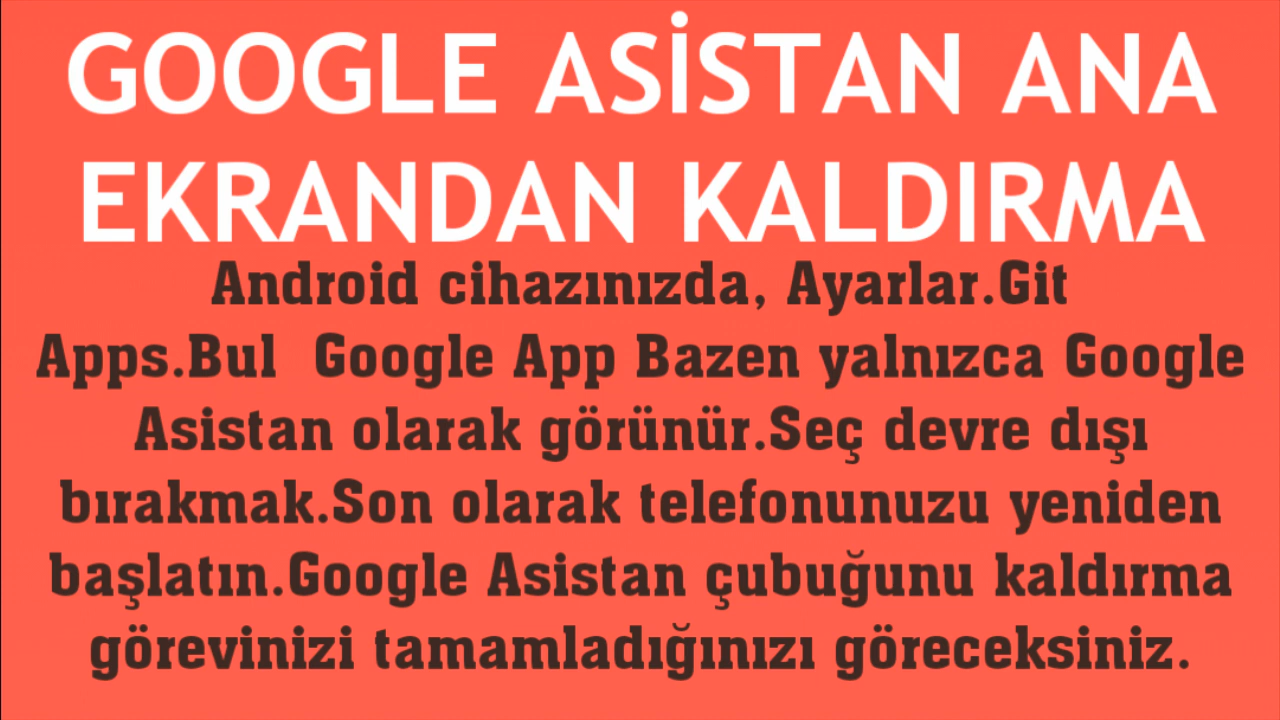 GOOGLE ASİSTAN ANA
EKRANDAN KALDIRMA
Android cihazınızda, Ayarlar.Git
Apps.Bul  Google App Bazen yalnızca Google
Asistan olarak görünür.Seç devre dışı
bırakmak.Son olarak telefonunuzu yeniden
başlatın.Google Asistan çubuğunu kaldırma
görevinizi tamamladığınızı göreceksiniz.